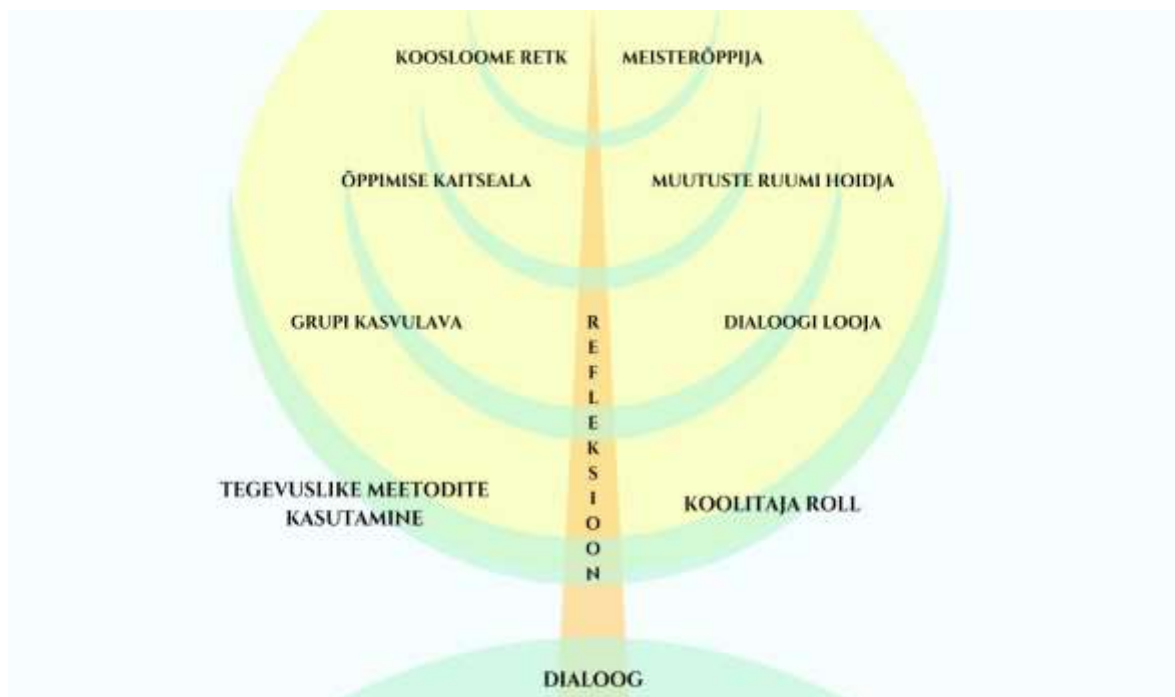 KOOSLOOME RETK
MEISTERÕPPIJA
ÕPPIMISE KAITSEALA
MUUTUSTE RUUMI HOIDJA
GRUPI KASVULAVA
DIALOOGI LOOJA
REFLEKSIOON
TEGEVUSLIKE MEETODITE
KASUTAMINE
KOOLITAJA ROLL
DIALOOG